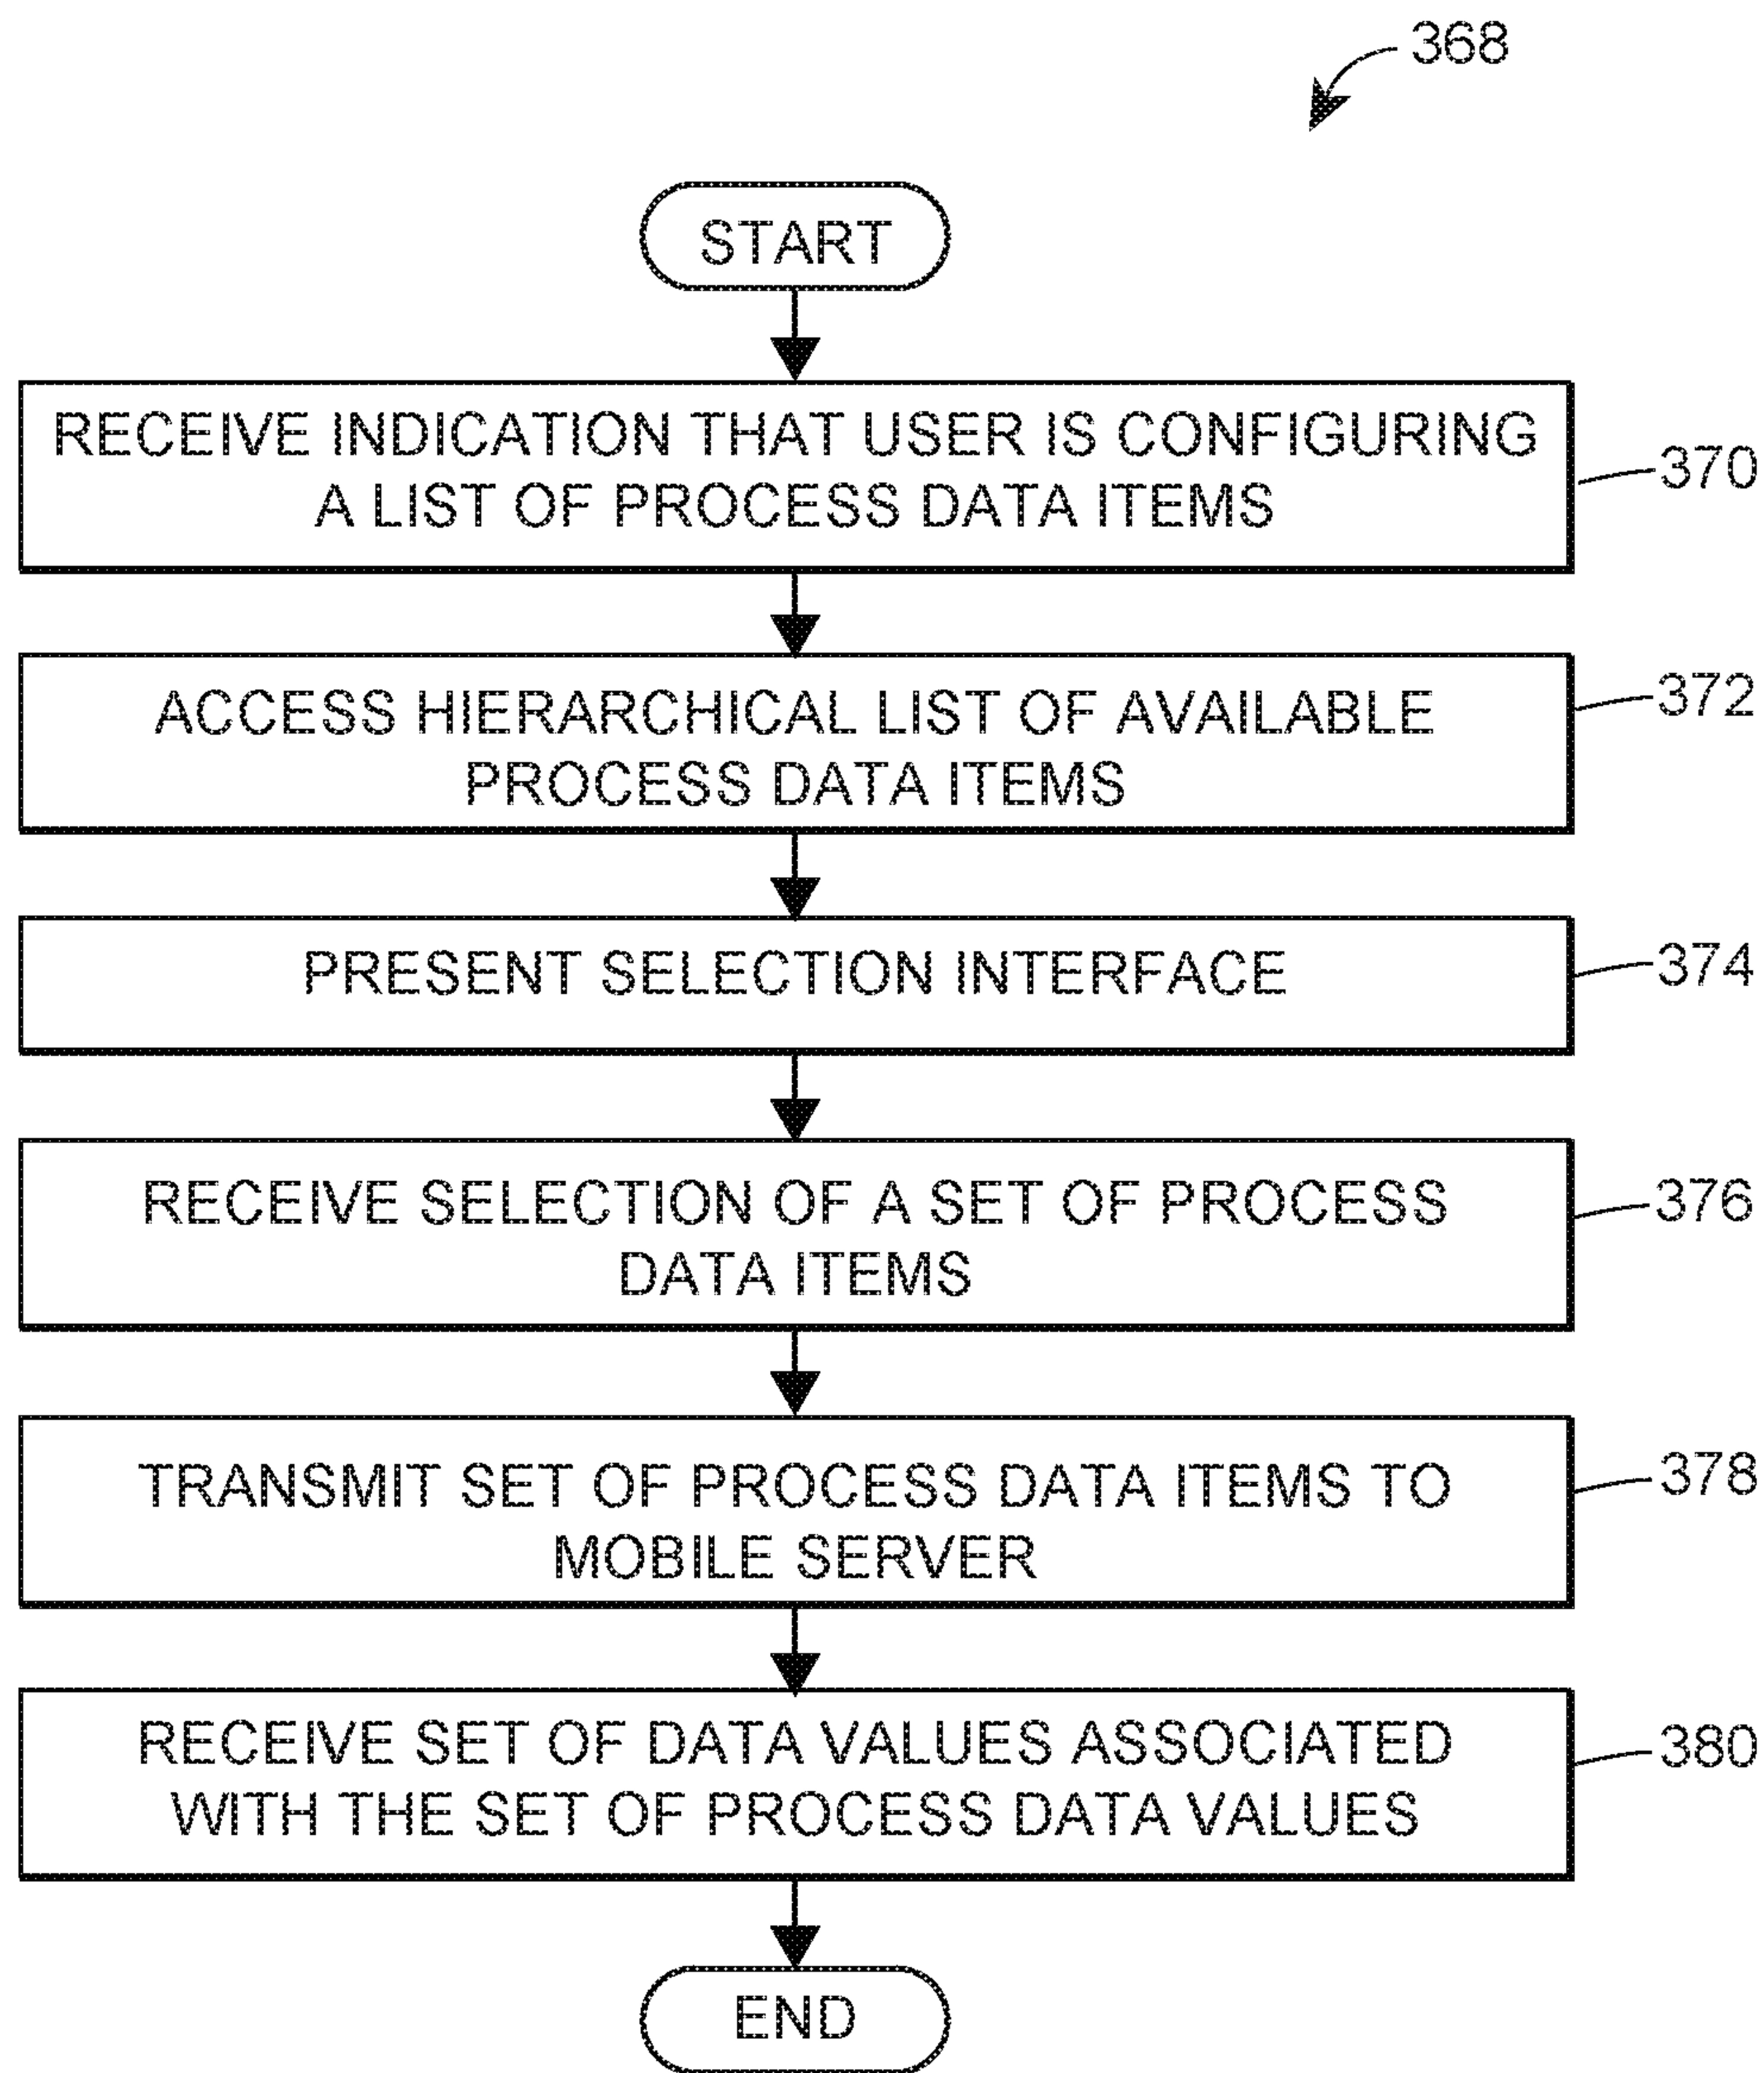 368
START
RECEIVE INDICATION THAT USER IS CONFIGURING
A LIST OF PROCESS DATA ITEMS
370
ACCESS HIERARCHICAL LIST OF AVAILABLE
PROCESS DATA ITEMS
372
PRESENT SELECTION INTERFACE
374
RECEIVE SELECTION OF A SET OF PROCESS
DATA ITEMS
376
TRANSMIT SET OF PROCESS DATA ITEMS TO
MOBILE SERVER
378
RECEIVE SET OF DATA VALUES ASSOCIATED
WITH THE SET OF PROCESS DATA VALUES
380
END